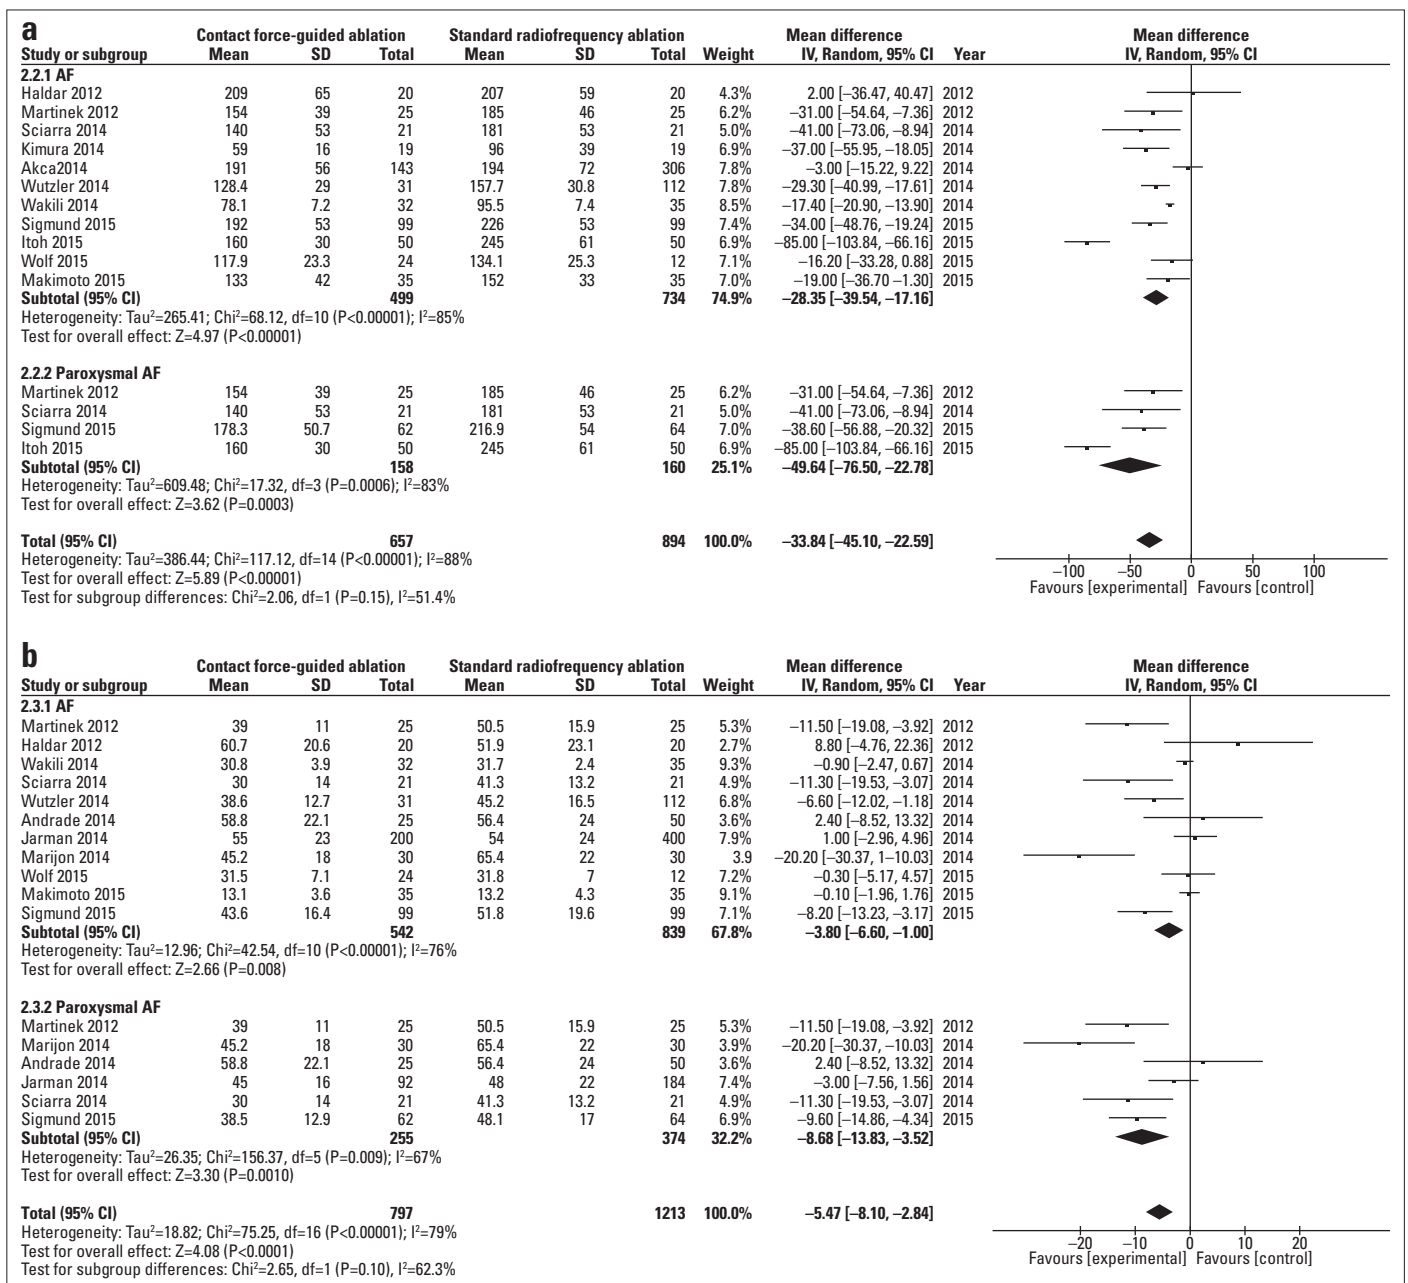 a
Contact force-guided ablation Standard radiofrequency ablation Mean difference Mean difference
Study or subgroup Mean SD Total Mean SD Total Weight IV, Random, 95% CI Year IV, Random, 95% CI
2.2.1 AF
Haldar 2012 209 65 20 207 59 20 4.3% 2.00 [−36.47, 40.47] 2012
Martinek 2012 154 39 25 185 46 25 6.2% −31.00 [−54.64, −7.36] 2012
Sciarra 2014 140 53 21 181 53 21 5.0% −41.00 [−73.06, −8.94] 2014
Kimura 2014 59 16 19 96 39 19 6.9% −37.00 [−55.95, −18.05] 2014
Akca2014 191 56 143 194 72 306 7.8% −3.00 [−15.22, 9.22] 2014
Wutzler 2014 128.4 29 31 157.7 30.8 112 7.8% −29.30 [−40.99, −17.61] 2014
Wakili 2014 78.1 7.2 32 95.5 7.4 35 8.5% −17.40 [−20.90, −13.90] 2014
Sigmund 2015 192 53 99 226 53 99 7.4% −34.00 [−48.76, −19.24] 2015
Itoh 2015 160 30 50 245 61 50 6.9% −85.00 [−103.84, −66.16] 2015
Wolf 2015 117.9 23.3 24 134.1 25.3 12 7.1% −16.20 [−33.28, 0.88] 2015
Makimoto 2015 133 42 35 152 33 35 7.0% −19.00 [−36.70 −1.30] 2015
Subtotal (95% CI) 499 734 74.9% −28.35 [−39.54, −17.16]
Heterogeneity: Tau²=265.41; Chi²=68.12, df=10 (P<0.00001); I²=85%
Test for overall effect: Z=4.97 (P<0.00001)
2.2.2 Paroxysmal AF
Martinek 2012 154 39 25 185 46 25 6.2% −31.00 [−54.64, −7.36] 2012
Sciarra 2014 140 53 21 181 53 21 5.0% −41.00 [−73.06, −8.94] 2014
Sigmund 2015 178.3 50.7 62 216.9 54 64 7.0% −38.60 [−56.88, −20.32] 2015
Itoh 2015 160 30 50 245 61 50 6.9% −85.00 [−103.84, −66.16] 2015
Subtotal (95% CI) 158 160 25.1% −49.64 [−76.50, −22.78]
Heterogeneity: Tau²=609.48; Chi²=17.32, df=3 (P=0.0006); I²=83%
Test for overall effect: Z=3.62 (P=0.0003)
Total (95% CI) 657 894 100.0% −33.84 [−45.10, −22.59]
Heterogeneity: Tau²=386.44; Chi²=117.12, df=14 (P<0.00001); I²=88%
Test for overall effect: Z=5.89 (P<0.00001)
Test for subgroup differences: Chi²=2.06, df=1 (P=0.15), I²=51.4%
−100 −50 0 50 100
Favours [experimental] Favours [control]
b
Contact force-guided ablation Standard radiofrequency ablation Mean difference Mean difference
Study or subgroup Mean SD Total Mean SD Total Weight IV, Random, 95% CI Year IV, Random, 95% CI
2.3.1 AF
Martinek 2012 39 11 25 50.5 15.9 25 5.3% −11.50 [−19.08, −3.92] 2012
Haldar 2012 60.7 20.6 20 51.9 23.1 20 2.7% 8.80 [−4.76, 22.36] 2012
Wakili 2014 30.8 3.9 32 31.7 2.4 35 9.3% −0.90 [−2.47, 0.67] 2014
Sciarra 2014 30 14 21 41.3 13.2 21 4.9% −11.30 [−19.53, −3.07] 2014
Wutzler 2014 38.6 12.7 31 45.2 16.5 112 6.8% −6.60 [−12.02, −1.18] 2014
Andrade 2014 58.8 22.1 25 56.4 24 50 3.6% 2.40 [−8.52, 13.32] 2014
Jarman 2014 55 23 200 54 24 400 7.9% 1.00 [−2.96, 4.96] 2014
Marijon 2014 45.2 18 30 65.4 22 30 3.9 −20.20 [−30.37, 1−10.03] 2014
Wolf 2015 31.5 7.1 24 31.8 7 12 7.2% −0.30 [−5.17, 4.57] 2015
Makimoto 2015 13.1 3.6 35 13.2 4.3 35 9.1% −0.10 [−1.96, 1.76] 2015
Sigmund 2015 43.6 16.4 99 51.8 19.6 99 7.1% −8.20 [−13.23, −3.17] 2015
Subtotal (95% CI) 542 839 67.8% −3.80 [−6.60, −1.00]
Heterogeneity: Tau²=12.96; Chi²=42.54, df=10 (P<0.00001); I²=76%
Test for overall effect: Z=2.66 (P=0.008)
2.3.2 Paroxysmal AF
Martinek 2012 39 11 25 50.5 15.9 25 5.3% −11.50 [−19.08, −3.92] 2012
Marijon 2014 45.2 18 30 65.4 22 30 3.9% −20.20 [−30.37, −10.03] 2014
Andrade 2014 58.8 22.1 25 56.4 24 50 3.6% 2.40 [−8.52, 13.32] 2014
Jarman 2014 45 16 92 48 22 184 7.4% −3.00 [−7.56, 1.56] 2014
Sciarra 2014 30 14 21 41.3 13.2 21 4.9% −11.30 [−19.53, −3.07] 2014
Sigmund 2015 38.5 12.9 62 48.1 17 64 6.9% −9.60 [−14.86, −4.34] 2015
Subtotal (95% CI) 255 374 32.2% −8.68 [−13.83, −3.52]
Heterogeneity: Tau²=26.35; Chi²=156.37, df=5 (P=0.009); I²=67%
Test for overall effect: Z=3.30 (P=0.0010)
Total (95% CI) 797 1213 100.0% −5.47 [−8.10, −2.84]
Heterogeneity: Tau²=18.82; Chi²=75.25, df=16 (P<0.00001); I²=79%
Test for overall effect: Z=4.08 (P<0.0001)
Test for subgroup differences: Chi²=2.65, df=1 (P=0.10), I²=62.3%
−20 −10 0 10 20
Favours [experimental] Favours [control]